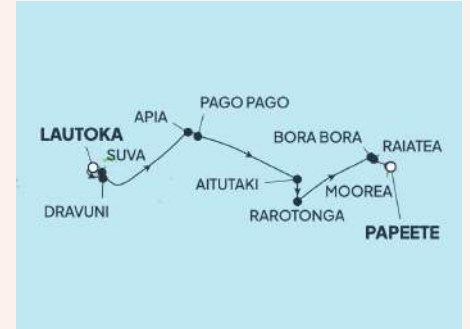 APIA
PAGO PAGO
LAUTOKA
SUVA
BORA BORA
RAIATEA
AITUTAKI
MOOREA
DRAVUNI
RAROTONGA
PAPEETE